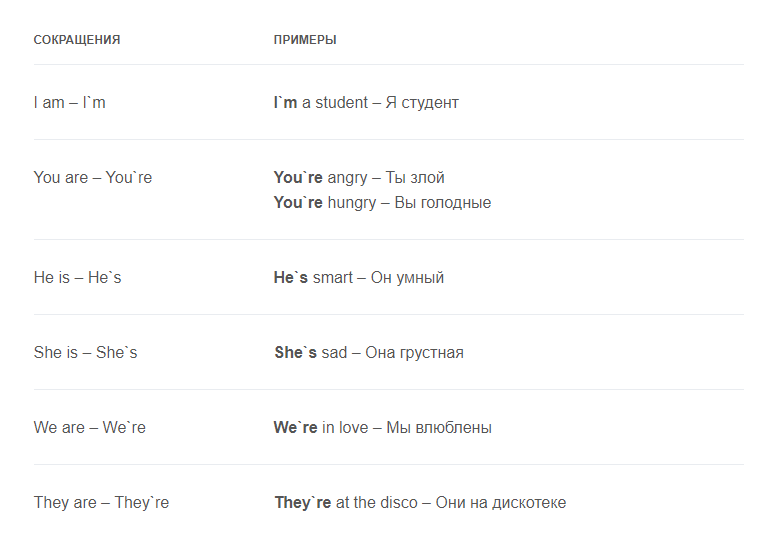 СОКРАЩЕНИЯ ПРИМЕРЫ
I am – I`m I`m a student – Я студент
You are – You`re You`re angry – Ты злой
You`re hungry – Вы голодные
He is – He`s He`s smart – Он умный
She is – She`s She`s sad – Она грустная
We are – We`re We`re in love – Мы влюблены
They are – They`re They`re at the disco – Они на дискотеке